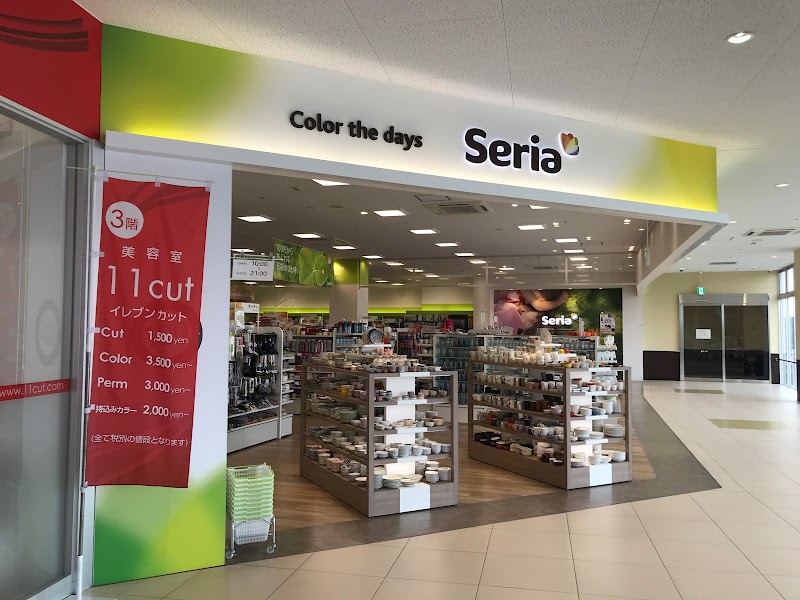 Color the days
Seria
3階
美容室
11cut
イレブンカット
Cut 1,500yen
Color 3,500yen~
Perm 3,000yen~
持込みカラー 2,000yen~
(全て税別の値段となります)
www.11cut.com
10:00
21:00
Seria